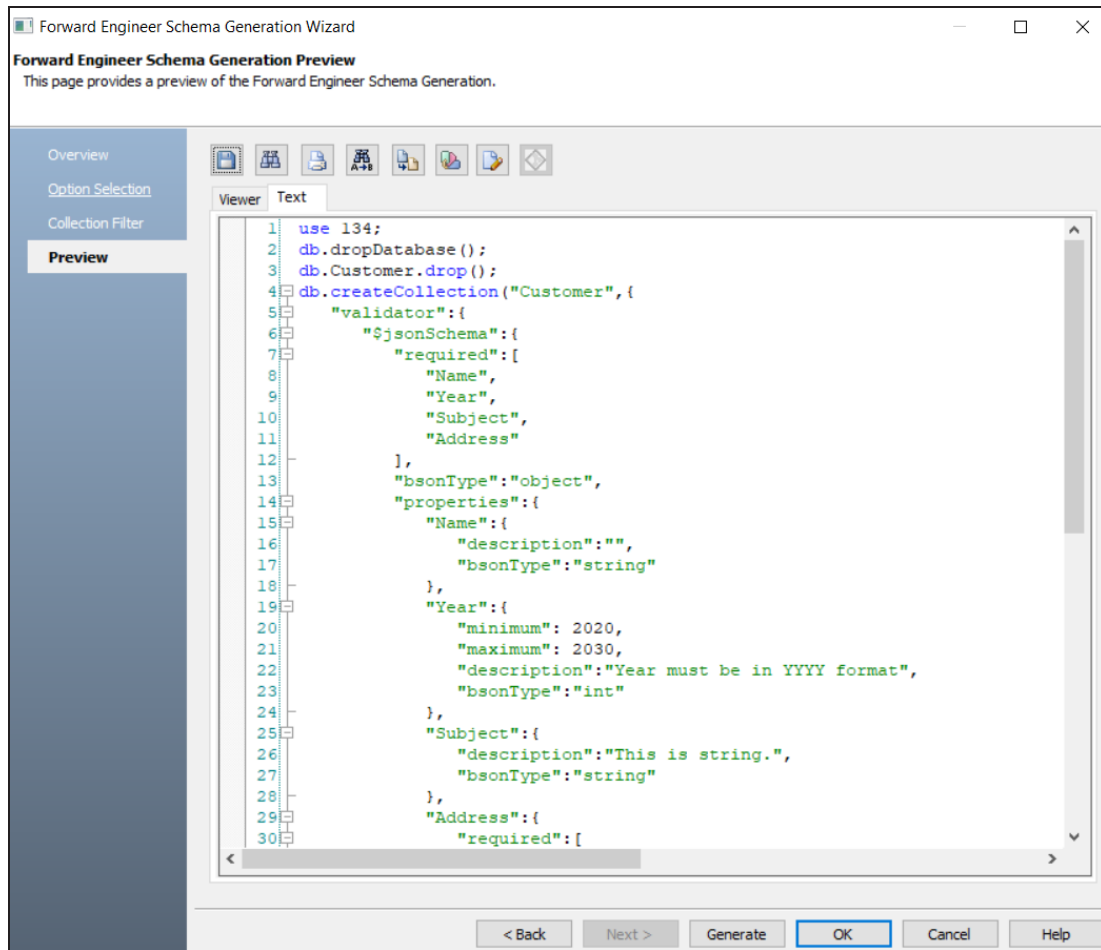 Forward Engineer Schema Generation Wizard
Forward Engineer Schema Generation Preview
This page provides a preview of the Forward Engineer Schema Generation.
Overview
Option Selection
Collection Filter
Preview
A→B
Viewer Text
1 use 134;
2 db.dropDatabase();
3 db.Customer.drop();
4 db.createCollection("Customer",{
5 "validator":{
6 "$jsonSchema":{
7 "required":[
8 "Name",
9 "Year",
10 "Subject",
11 "Address"
12 ],
13 "bsonType":"object",
14 "properties":{
15 "Name":{
16 "description":"",
17 "bsonType":"string"
18 },
19 "Year":{
20 "minimum": 2020,
21 "maximum": 2030,
22 "description":"Year must be in YYYY format",
23 "bsonType":"int"
24 },
25 "Subject":{
26 "description":"This is string.",
27 "bsonType":"string"
28 },
29 "Address":{
30 "required":[
< Back Next > Generate OK Cancel Help